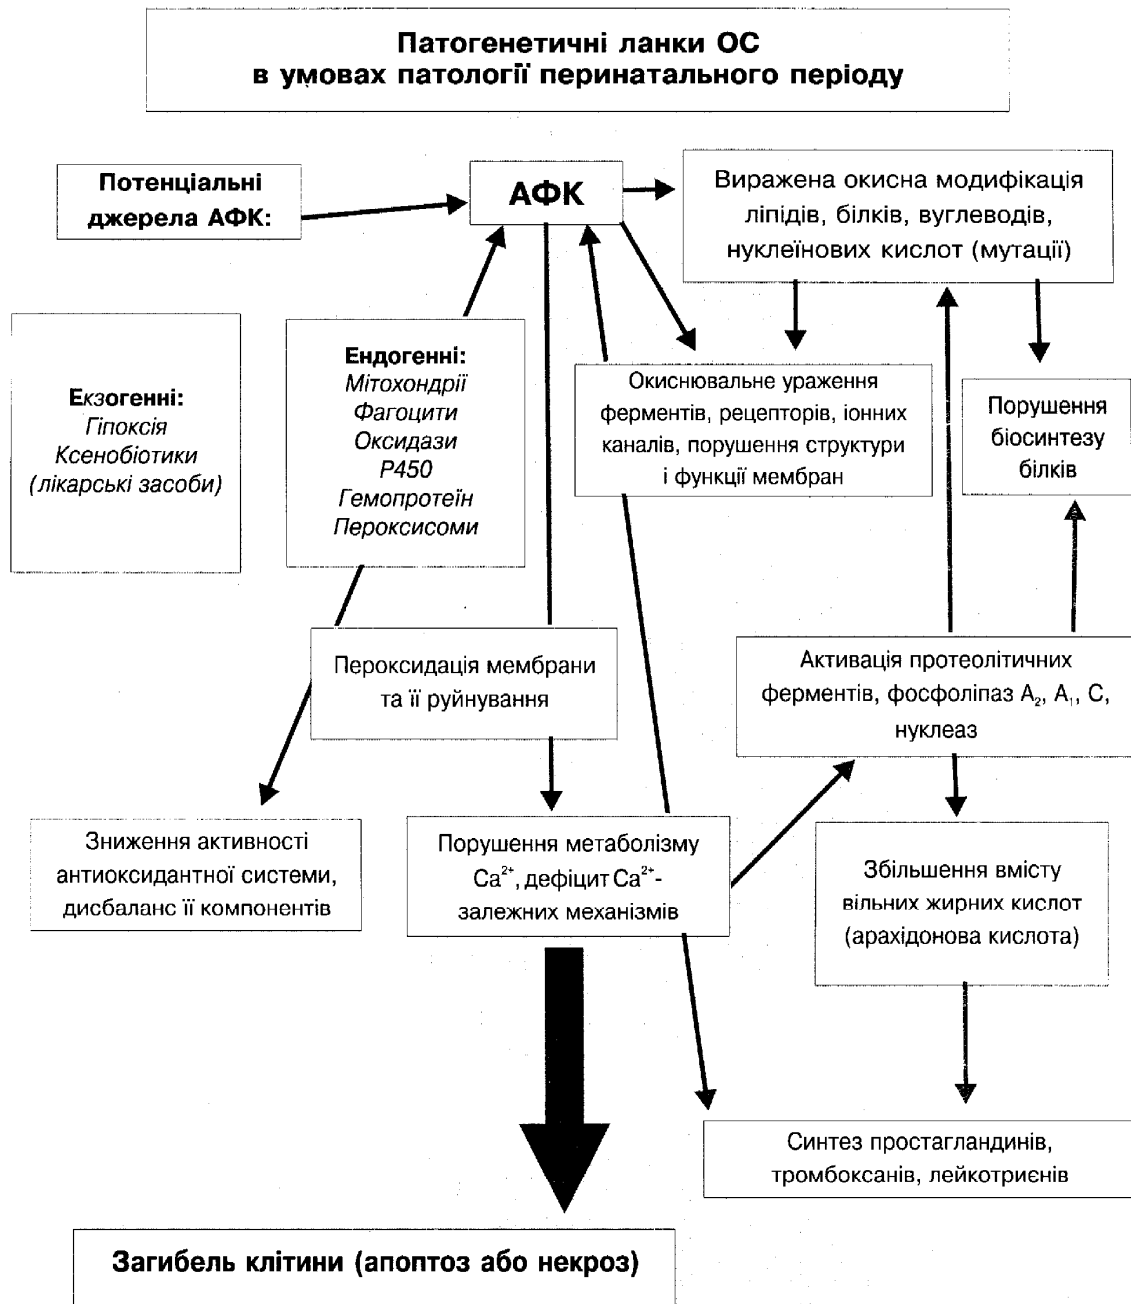 Патогенетичні ланки ОС
в умовах патології перинатального періоду
Потенціальні
джерела АФК:
АФК
Виражена окисна модифікація
ліпідів, білків, вуглеводів,
нуклеїнових кислот (мутації)
Екзогенні:
Гіпоксія
Ксенобіотики
(лікарські засоби)
Ендогенні:
Мітохондрії
Фагоцити
Оксидази
Р450
Гемопротеїн
Пероксисоми
Окиснювальне ураження
ферментів, рецепторів, іонних
каналів, порушення структури
і функції мембран
Порушення
біосинтезу
білків
Пероксидація мембрани
та її руйнування
Активація протеолітичних
ферментів, фосфоліпаз А₂, А₁, С,
нуклеаз
Зниження активності
антиоксидантної системи,
дисбаланс її компонентів
Порушення метаболізму
Ca²⁺, дефіцит Ca²⁺-
залежних механізмів
Збільшення вмісту
вільних жирних кислот
(арахідонова кислота)
Синтез простагландинів,
тромбоксанів, лейкотриєнів
Загибель клітини (апоптоз або некроз)